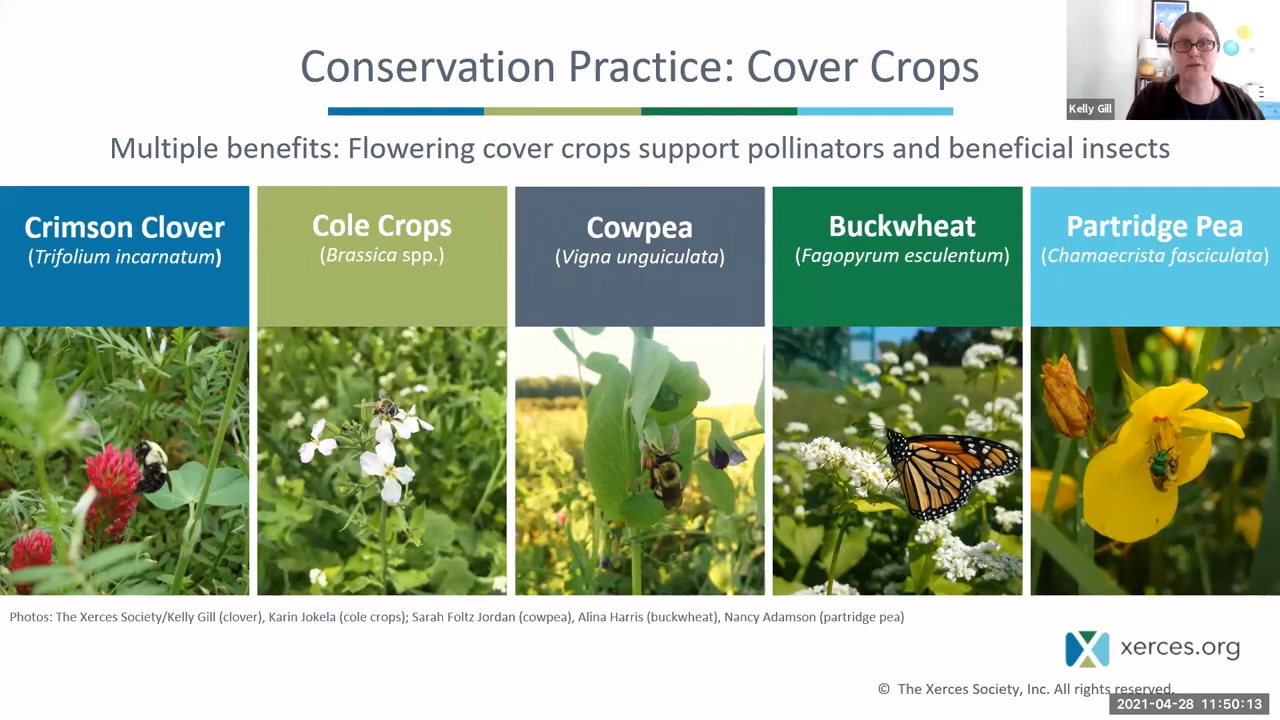 Conservation Practice: Cover Crops
Kelly Gill
Multiple benefits: Flowering cover crops support pollinators and beneficial insects
Crimson Clover
(Trifolium incarnatum)
Cole Crops
(Brassica spp.)
Cowpea
(Vigna unguiculata)
Buckwheat
(Fagopyrum esculentum)
Partridge Pea
(Chamaecrista fasciculata)
Photos: The Xerces Society/Kelly Gill (clover), Karin Jokela (cole crops); Sarah Foltz Jordan (cowpea), Alina Harris (buckwheat), Nancy Adamson (partridge pea)
xerces.org
© The Xerces Society, Inc. All rights reserved.
2021-04-28 11:50:13